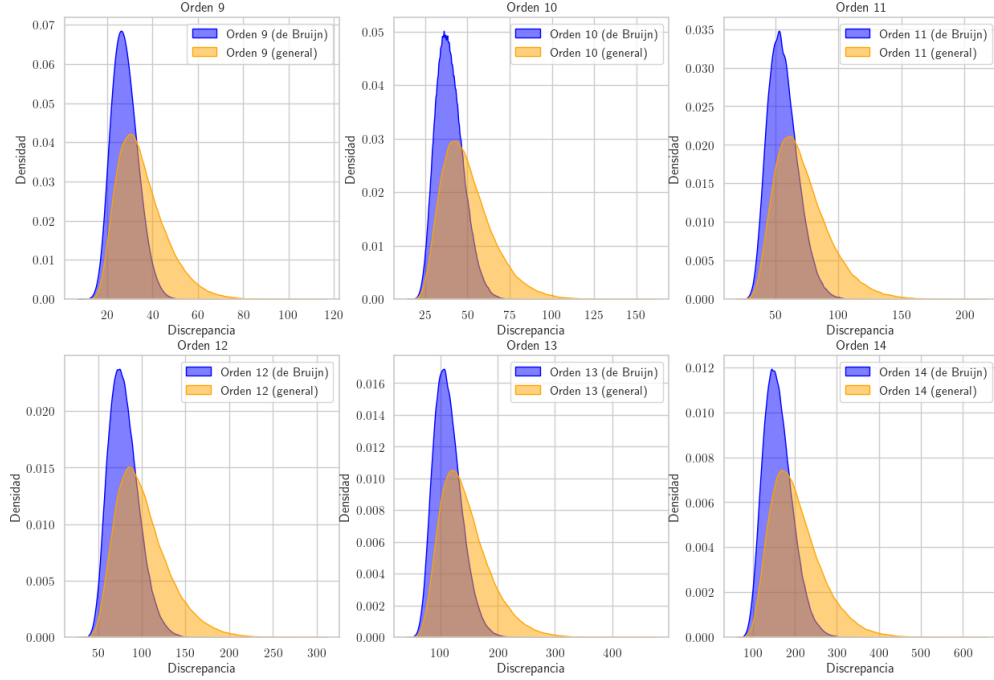 Orden 9
Orden 9 (de Bruijn)
Orden 9 (general)
0.07
0.06
0.05
0.04
0.03
0.02
0.01
0.00
Densidad
20
40
60
80
100
120
Discrepancia
Orden 10
Orden 10 (de Bruijn)
Orden 10 (general)
0.05
0.04
0.03
0.02
0.01
0.00
Densidad
25
50
75
100
125
150
Discrepancia
Orden 11
Orden 11 (de Bruijn)
Orden 11 (general)
0.035
0.030
0.025
0.020
0.015
0.010
0.005
0.000
Densidad
50
100
150
200
Discrepancia
Orden 12
Orden 12 (de Bruijn)
Orden 12 (general)
0.020
0.015
0.010
0.005
0.000
Densidad
50
100
150
200
250
300
Discrepancia
Orden 13
Orden 13 (de Bruijn)
Orden 13 (general)
0.016
0.014
0.012
0.010
0.008
0.006
0.004
0.002
0.000
Densidad
100
200
300
400
Discrepancia
Orden 14
Orden 14 (de Bruijn)
Orden 14 (general)
0.012
0.010
0.008
0.006
0.004
0.002
0.000
Densidad
100
200
300
400
500
600
Discrepancia